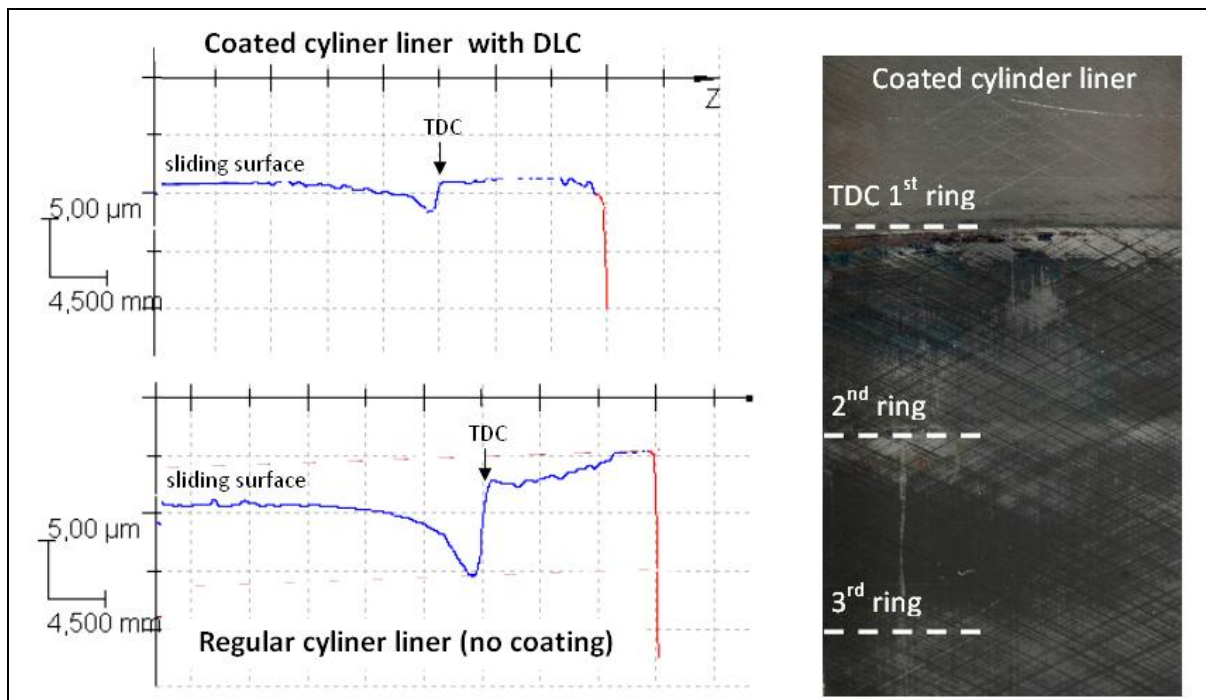 Coated cyliner liner with DLC
Z
TDC
sliding surface
5,00 µm
4,500 mm
TDC
sliding surface
5,00 µm
4,500 mm
Regular cyliner liner (no coating)
Coated cylinder liner
TDC 1st ring
2nd ring
3rd ring